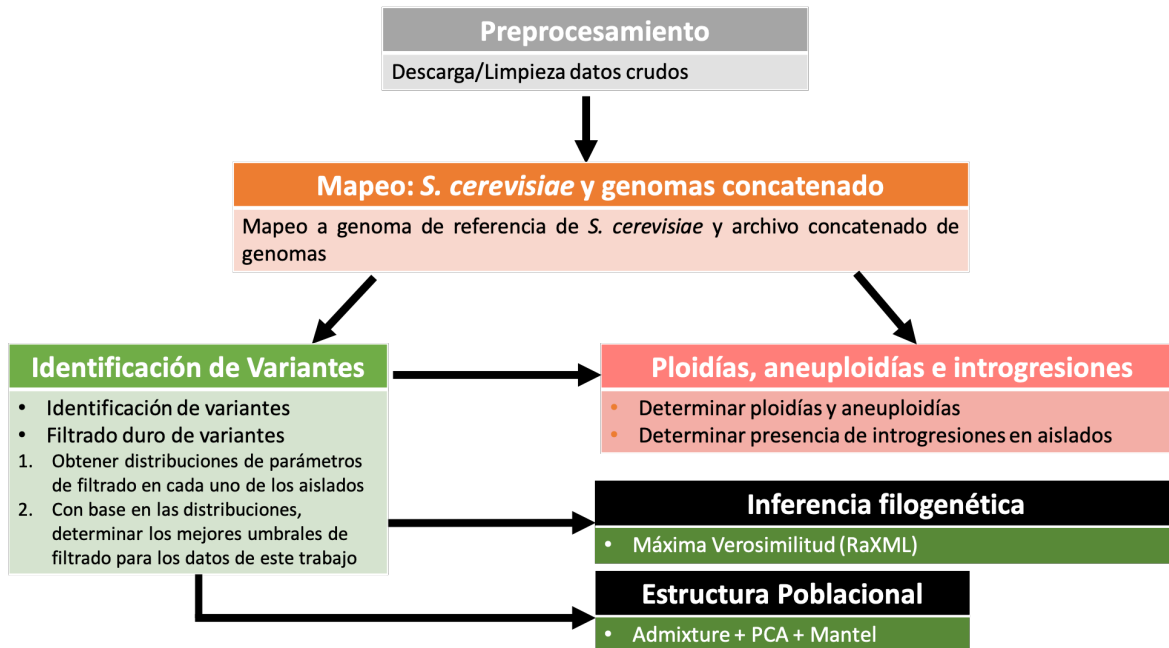 Preprocesamiento
Descarga/Limpieza datos crudos
Mapeo: S. cerevisiae y genomas concatenado
Mapeo a genoma de referencia de S. cerevisiae y archivo concatenado de
genomas
Identificación de Variantes
• Identificación de variantes
• Filtrado duro de variantes
1. Obtener distribuciones de parámetros
de filtrado en cada uno de los aislados
2. Con base en las distribuciones,
determinar los mejores umbrales de
filtrado para los datos de este trabajo
Ploidías, aneuploidías e introgresiones
• Determinar ploidías y aneuploidías
• Determinar presencia de introgresiones en aislados
Inferencia filogenética
• Máxima Verosimilitud (RaXML)
Estructura Poblacional
• Admixture + PCA + Mantel